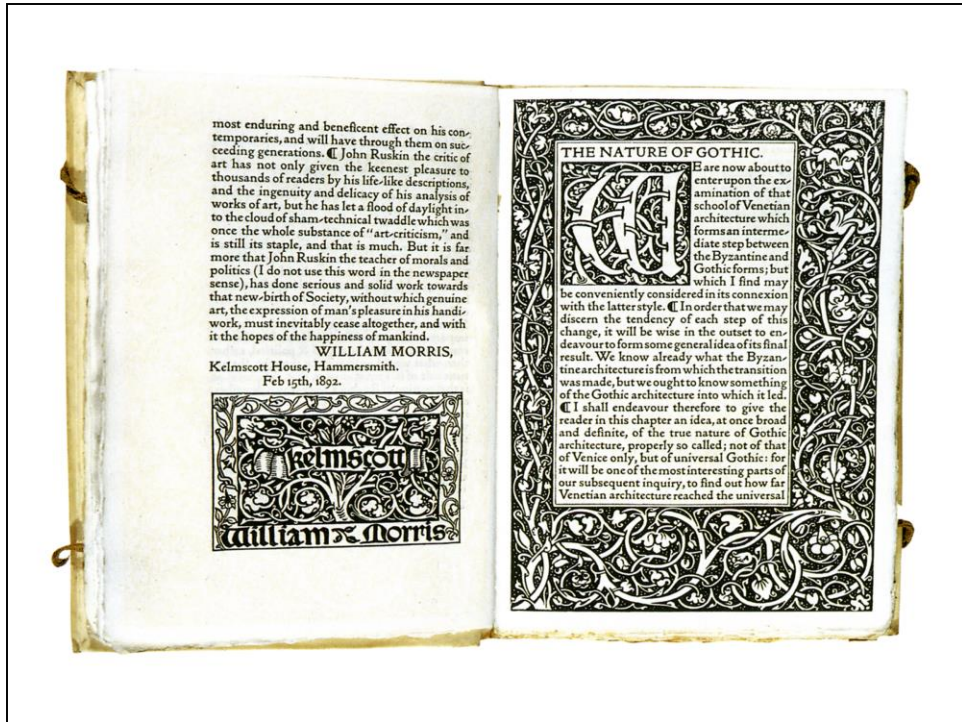 most enduring and beneficent effect on his con-
temporaries, and will have through them on suc-
ceeding generations. ¶ John Ruskin the critic of
art has not only given the keenest pleasure to
thousands of readers by his life-like descriptions,
and the ingenuity and delicacy of his analysis of
works of art, but he has let a flood of daylight in-
to the cloud of sham-technical twaddle which was
once the whole substance of "art-criticism," and
is still its staple, and that is much. But it is far
more that John Ruskin the teacher of morals and
politics (I do not use this word in the newspaper
sense), has done serious and solid work towards
that new-birth of Society, without which genuine
art, the expression of man's pleasure in his handi-
work, must inevitably cease altogether, and with
it the hopes of the happiness of mankind.
WILLIAM MORRIS,
Kelmscott House, Hammersmith.
Feb 15th, 1892.
kelmscott
William Morris
THE NATURE OF GOTHIC.
WE are now about to
enter upon the ex-
amination of that
school of Venetian
architecture which
forms an interme-
diate step between
the Byzantine and
Gothic forms; but
which I find may
be conveniently considered in its connexion
with the latter style. ¶ In order that we may
discern the tendency of each step of this
change, it will be wise in the outset to en-
deavour to form some general idea of its final
result. We know already what the Byzan-
tine architecture is from which the transition
was made, but we ought to know something
of the Gothic architecture into which it led.
¶ I shall endeavour therefore to give the
reader in this chapter an idea, at once broad
and definite, of the true nature of Gothic
architecture, properly so called; not of that
of Venice only, but of universal Gothic: for
it will be one of the most interesting parts of
our subsequent inquiry, to find out how far
Venetian architecture reached the universal